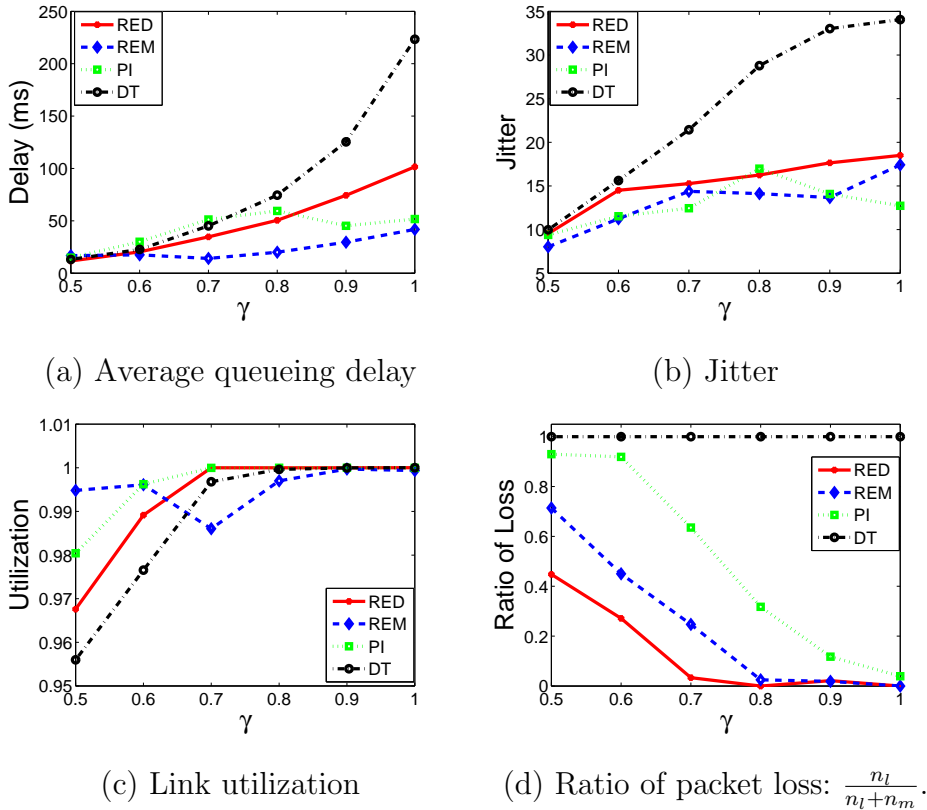 250
200
150
100
50
0
Delay (ms)
RED
REM
PI
DT
0.5 0.6 0.7 0.8 0.9 1
γ
(a) Average queueing delay
35
30
25
20
15
10
5
Jitter
RED
REM
PI
DT
0.5 0.6 0.7 0.8 0.9 1
γ
(b) Jitter
1.01
1
0.99
0.98
0.97
0.96
0.95
Utilization
RED
REM
PI
DT
0.5 0.6 0.7 0.8 0.9 1
γ
(c) Link utilization
1
0.8
0.6
0.4
0.2
0
Ratio of Loss
RED
REM
PI
DT
0.5 0.6 0.7 0.8 0.9 1
γ
(d) Ratio of packet loss: $\frac{n_l}{n_l+n_m}$.